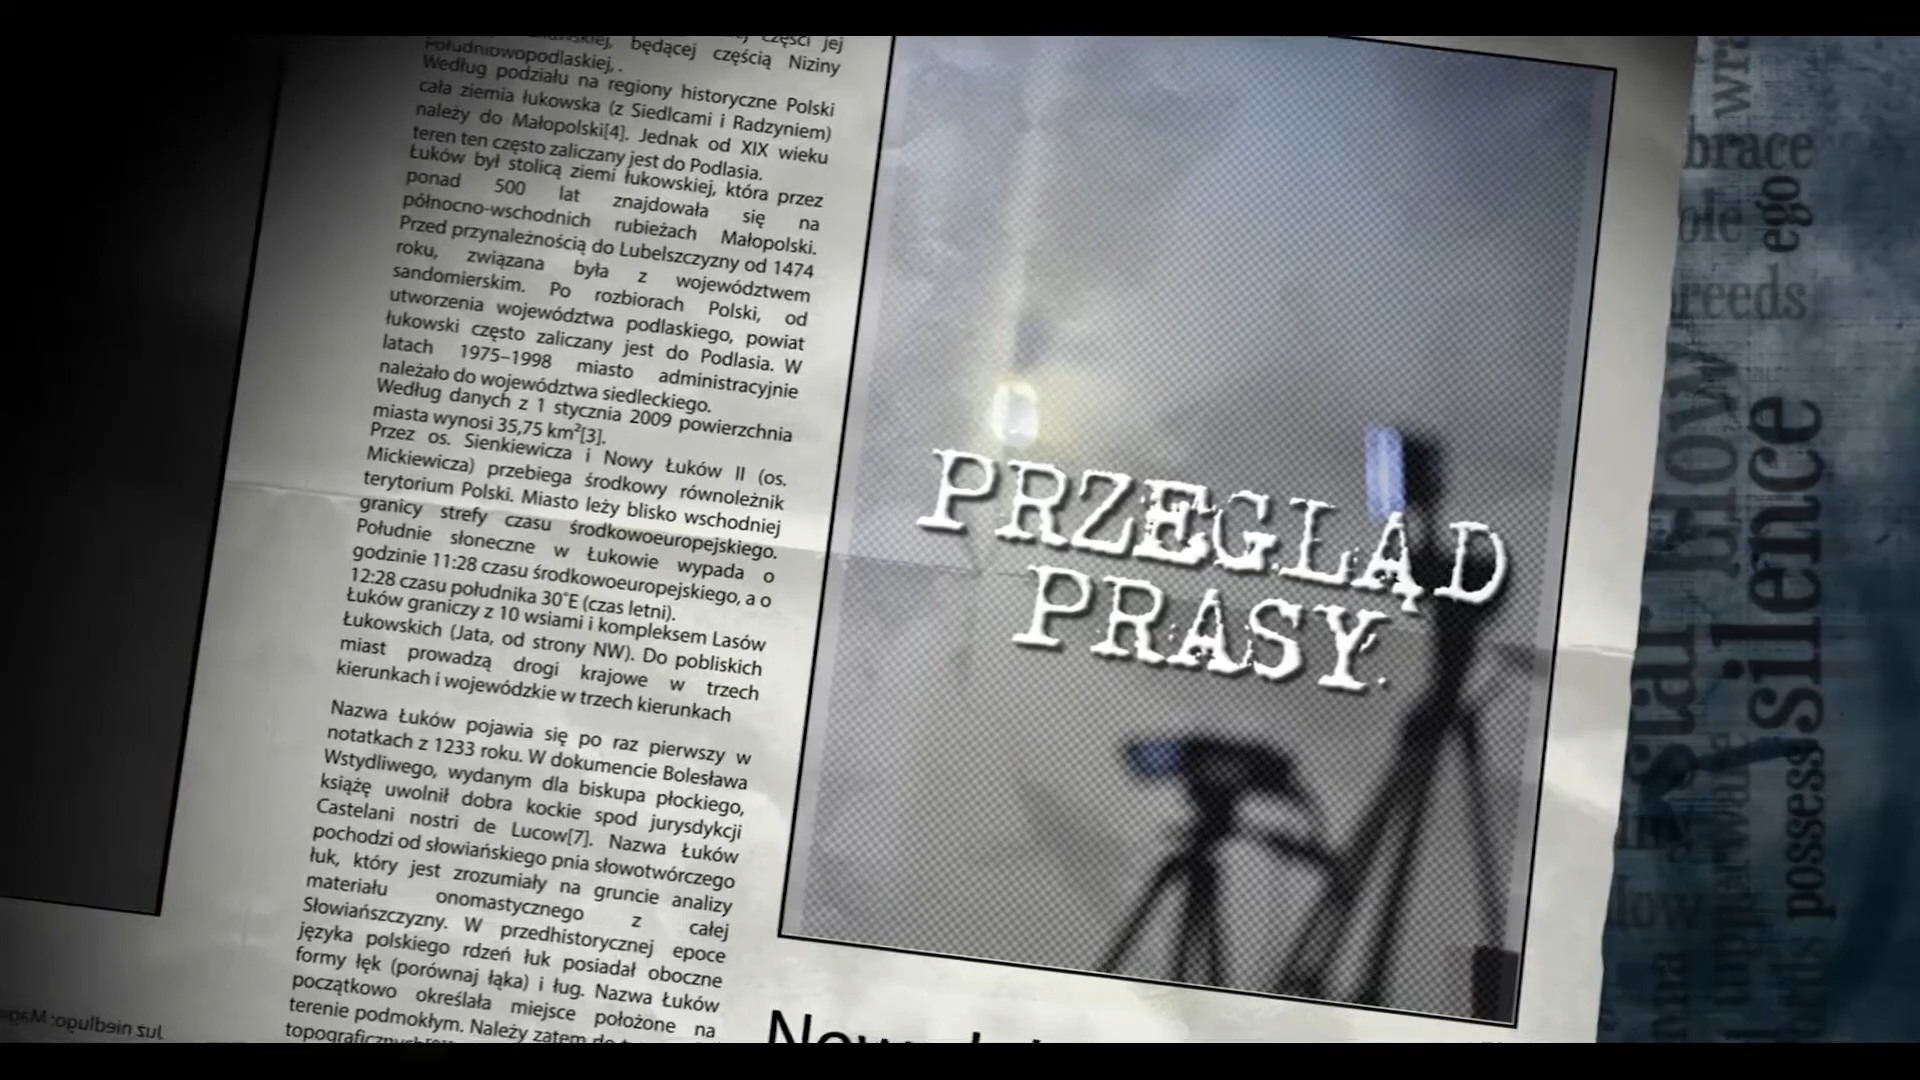 części jej
będącej częścią Niziny
Południowopodlaskiej, .
Według podziału na regiony historyczne Polski
cała ziemia łukowska (z Siedlcami i Radzyniem)
należy do Małopolski[4]. Jednak od XIX wieku
teren ten często zaliczany jest do Podlasia.
Łuków był stolicą ziemi łukowskiej, która przez
ponad 500 lat znajdowała się na
północno-wschodnich rubieżach Małopolski.
Przed przynależnością do Lubelszczyzny od 1474
roku, związana była z województwem
sandomierskim. Po rozbiorach Polski, od
utworzenia województwa podlaskiego, powiat
łukowski często zaliczany jest do Podlasia. W
latach 1975–1998 miasto administracyjnie
należało do województwa siedleckiego.
Według danych z 1 stycznia 2009 powierzchnia
miasta wynosi 35,75 km²[3].
Przez os. Sienkiewicza i Nowy Łuków II (os.
Mickiewicza) przebiega środkowy równoleżnik
terytorium Polski. Miasto leży blisko wschodniej
granicy strefy czasu środkowoeuropejskiego.
Południe słoneczne w Łukowie wypada o
godzinie 11:28 czasu środkowoeuropejskiego, a o
12:28 czasu południka 30°E (czas letni).
Łuków graniczy z 10 wsiami i kompleksem Lasów
Łukowskich (Jata, od strony NW). Do pobliskich
miast prowadzą drogi krajowe w trzech
kierunkach i wojewódzkie w trzech kierunkach
Nazwa Łuków pojawia się po raz pierwszy w
notatkach z 1233 roku. W dokumencie Bolesława
Wstydliwego, wydanym dla biskupa płockiego,
książę uwolnił dobra kockie spod jurysdykcji
Castelani nostri de Lucow[7]. Nazwa Łuków
pochodzi od słowiańskiego pnia słowotwórczego
łuk, który jest zrozumiały na gruncie analizy
materiału onomastycznego z całej
Słowiańszczyzny. W przedhistorycznej epoce
języka polskiego rdzeń łuk posiadał oboczne
formy łęk (porównaj łąka) i ług. Nazwa Łuków
początkowo określała miejsce położone na
terenie podmokłym. Należy zatem do
PRZEGLĄD
PRASY.
brace
ego
breeds
blow
silence
star
possess